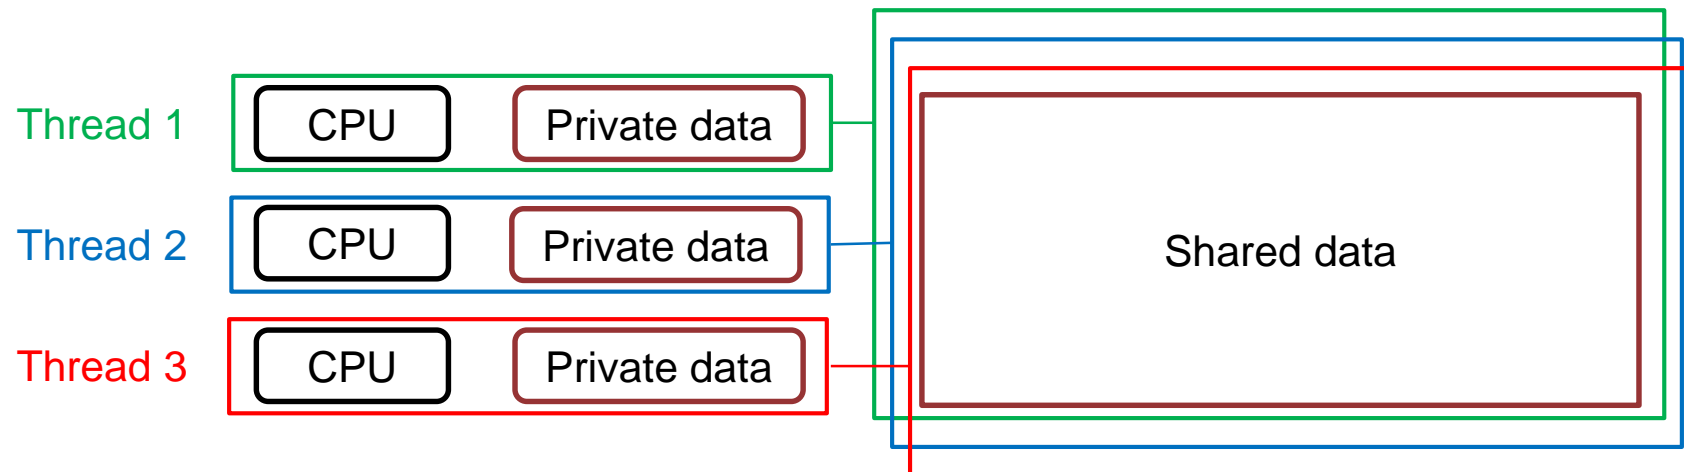 Thread 1
CPU
Private data
Thread 2
CPU
Private data
Thread 3
CPU
Private data
Shared data